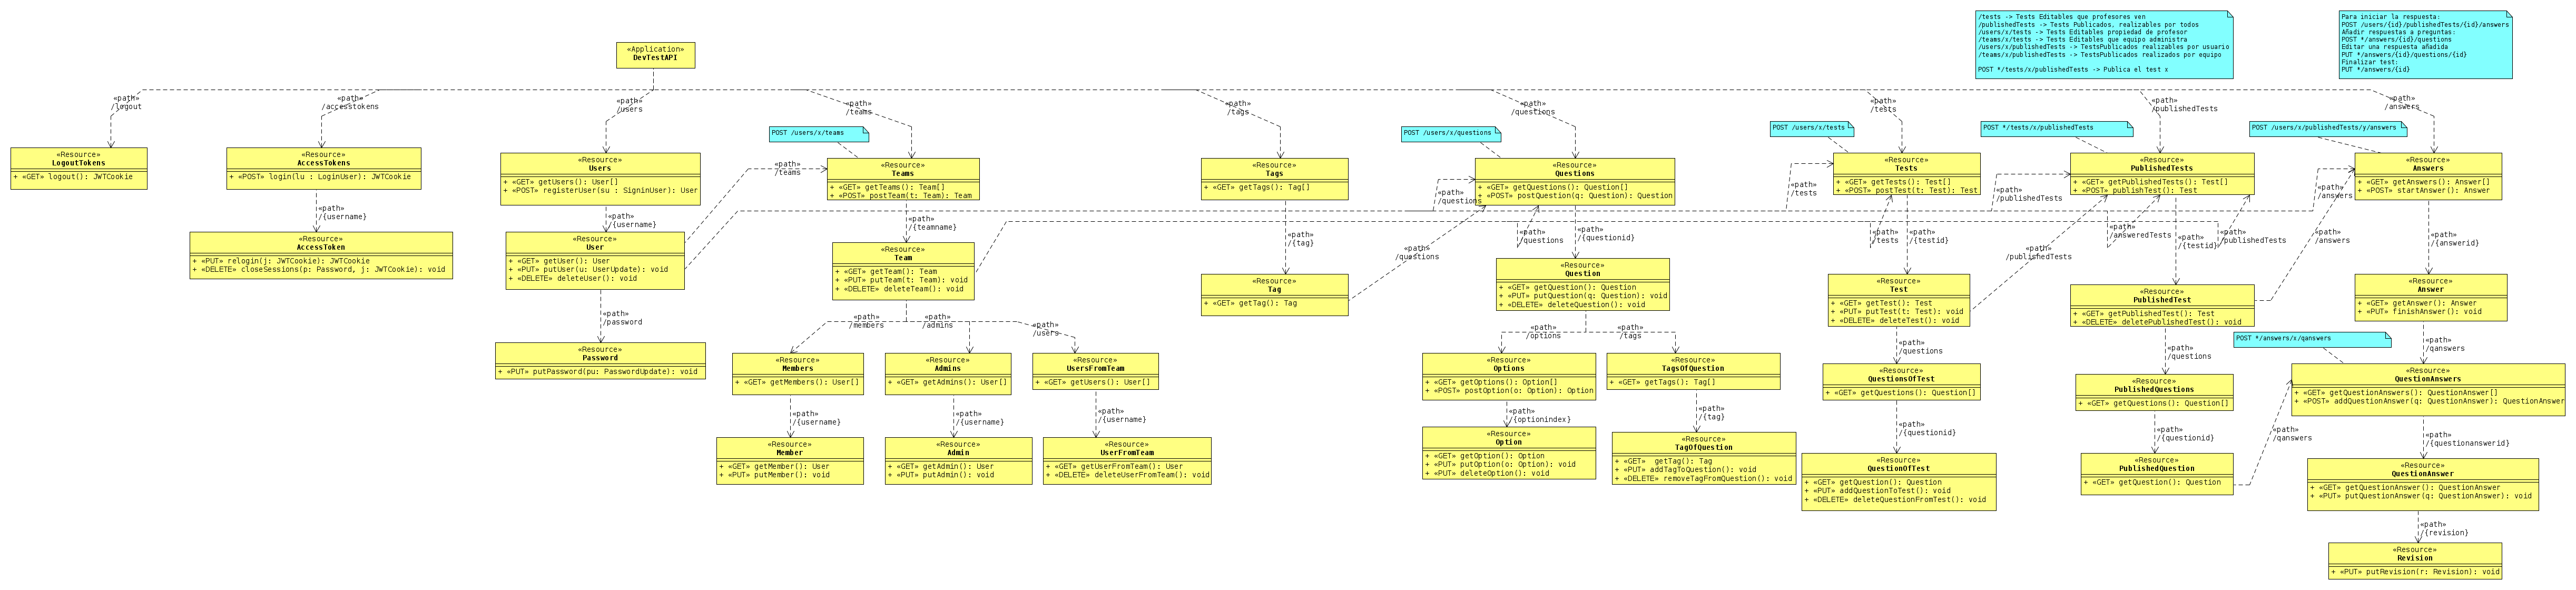 /tests -> Tests Editables que profesores ven
/publishedTests -> Tests Publicados, realizables por todos
/users/x/tests -> Tests Editables propiedad de profesor
/teams/x/tests -> Tests Editables que equipo administra
/users/x/publishedTests -> TestsPublicados realizables por usuario
/teams/x/publishedTests -> TestsPublicados realizados por equipo
POST */tests/x/publishedTests -> Publica el test x
Para iniciar la respuesta:
POST /users/{id}/publishedTests/{id}/answers
Añadir respuestas a preguntas:
POST */answers/{id}/questions
Editar una respuesta añadida
PUT */answers/{id}/questions/{id}
Finalizar test:
PUT */answers/{id}
«Application»
DevTestAPI
«path»
/logout
«path»
/accesstokens
«path»
/users
«path»
/teams
«path»
/tags
«path»
/questions
«path»
/tests
«path»
/publishedTests
«path»
/answers
POST /users/x/teams
POST /users/x/questions
POST /users/x/tests
POST */tests/x/publishedTests
POST /users/x/publishedTests/y/answers
«Resource»
LogoutTokens
+ «GET» logout(): JWTCookie
«Resource»
AccessTokens
+ «POST» login(lu : LoginUser): JWTCookie
«Resource»
Users
+ «GET» getUsers(): User[]
+ «POST» registerUser(su : SigninUser): User
«path»
/teams
«Resource»
Teams
+ «GET» getTeams(): Team[]
+ «POST» postTeam(t: Team): Team
«Resource»
Tags
+ «GET» getTags(): Tag[]
«path»
/questions
«Resource»
Questions
+ «GET» getQuestions(): Question[]
+ «POST» postQuestion(q: Question): Question
«path»
/tests
«Resource»
Tests
+ «GET» getTests(): Test[]
+ «POST» postTest(t: Test): Test
«path»
/publishedTests
«Resource»
PublishedTests
+ «GET» getPublishedTests(): Test[]
+ «POST» publishTest(): Test
«path»
/answers
«Resource»
Answers
+ «GET» getAnswers(): Answer[]
+ «POST» startAnswer(): Answer
«path»
/{username}
«path»
/{username}
«path»
/{teamname}
«path»
/{tag}
«path»
/questions
«path»
/questions
«path»
/{questionid}
«path»
/tests
«path»
/{testid}
«path»
/publishedTests
«path»
/answeredTests
«path»
/{testid}
«path»
/publishedTests
«path»
/answers
«path»
/{answerid}
«Resource»
AccessToken
+ «PUT» relogin(j: JWTCookie): JWTCookie
+ «DELETE» closeSessions(p: Password, j: JWTCookie): void
«Resource»
User
+ «GET» getUser(): User
+ «PUT» putUser(u: UserUpdate): void
+ «DELETE» deleteUser(): void
«Resource»
Team
+ «GET» getTeam(): Team
+ «PUT» putTeam(t: Team): void
+ «DELETE» deleteTeam(): void
«Resource»
Tag
+ «GET» getTag(): Tag
«Resource»
Question
+ «GET» getQuestion(): Question
+ «PUT» putQuestion(q: Question): void
+ «DELETE» deleteQuestion(): void
«Resource»
Test
+ «GET» getTest(): Test
+ «PUT» putTest(t: Test): void
+ «DELETE» deleteTest(): void
«Resource»
PublishedTest
+ «GET» getPublishedTest(): Test
+ «DELETE» deletePublishedTest(): void
«Resource»
Answer
+ «GET» getAnswer(): Answer
+ «PUT» finishAnswer(): void
«path»
/password
«path»
/members
«path»
/admins
«path»
/users
«path»
/options
«path»
/tags
«path»
/questions
«path»
/questions
POST */answers/x/qanswers
«path»
/qanswers
«Resource»
Password
+ «PUT» putPassword(pu: PasswordUpdate): void
«Resource»
Members
+ «GET» getMembers(): User[]
«Resource»
Admins
+ «GET» getAdmins(): User[]
«Resource»
UsersFromTeam
+ «GET» getUsers(): User[]
«Resource»
Options
+ «GET» getOptions(): Option[]
+ «POST» postOption(o: Option): Option
«Resource»
TagsOfQuestion
+ «GET» getTags(): Tag[]
«Resource»
QuestionsOfTest
+ «GET» getQuestions(): Question[]
«Resource»
PublishedQuestions
+ «GET» getQuestions(): Question[]
«Resource»
QuestionAnswers
+ «GET» getQuestionAnswers(): QuestionAnswer[]
+ «POST» addQuestionAnswer(q: QuestionAnswer): QuestionAnswer
«path»
/{username}
«path»
/{username}
«path»
/{username}
«path»
/{optionindex}
«path»
/{tag}
«path»
/{questionid}
«path»
/{questionid}
«path»
/qanswers
«path»
/{questionanswerid}
«Resource»
Member
+ «GET» getMember(): User
+ «PUT» putMember(): void
«Resource»
Admin
+ «GET» getAdmin(): User
+ «PUT» putAdmin(): void
«Resource»
UserFromTeam
+ «GET» getUserFromTeam(): User
+ «DELETE» deleteUserFromTeam(): void
«Resource»
Option
+ «GET» getOption(): Option
+ «PUT» putOption(o: Option): void
+ «PUT» deleteOption(): void
«Resource»
TagOfQuestion
+ «GET»  getTag(): Tag
+ «PUT» addTagToQuestion(): void
+ «DELETE» removeTagFromQuestion(): void
«Resource»
QuestionOfTest
+ «GET» getQuestion(): Question
+ «PUT» addQuestionToTest(): void
+ «DELETE» deleteQuestionFromTest(): void
«Resource»
PublishedQuestion
+ «GET» getQuestion(): Question
«Resource»
QuestionAnswer
+ «GET» getQuestionAnswer(): QuestionAnswer
+ «PUT» putQuestionAnswer(q: QuestionAnswer): void
«path»
/{revision}
«Resource»
Revision
+ «PUT» putRevision(r: Revision): void